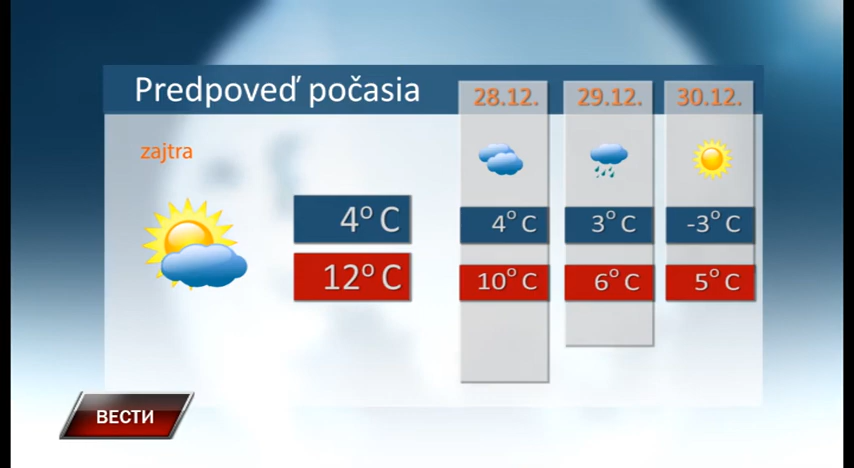 Predpoveď počasia
zajtra
4° C
12° C
28.12.
4° C
10° C
29.12.
3° C
6° C
30.12.
-3° C
5° C
ВЕСТИ